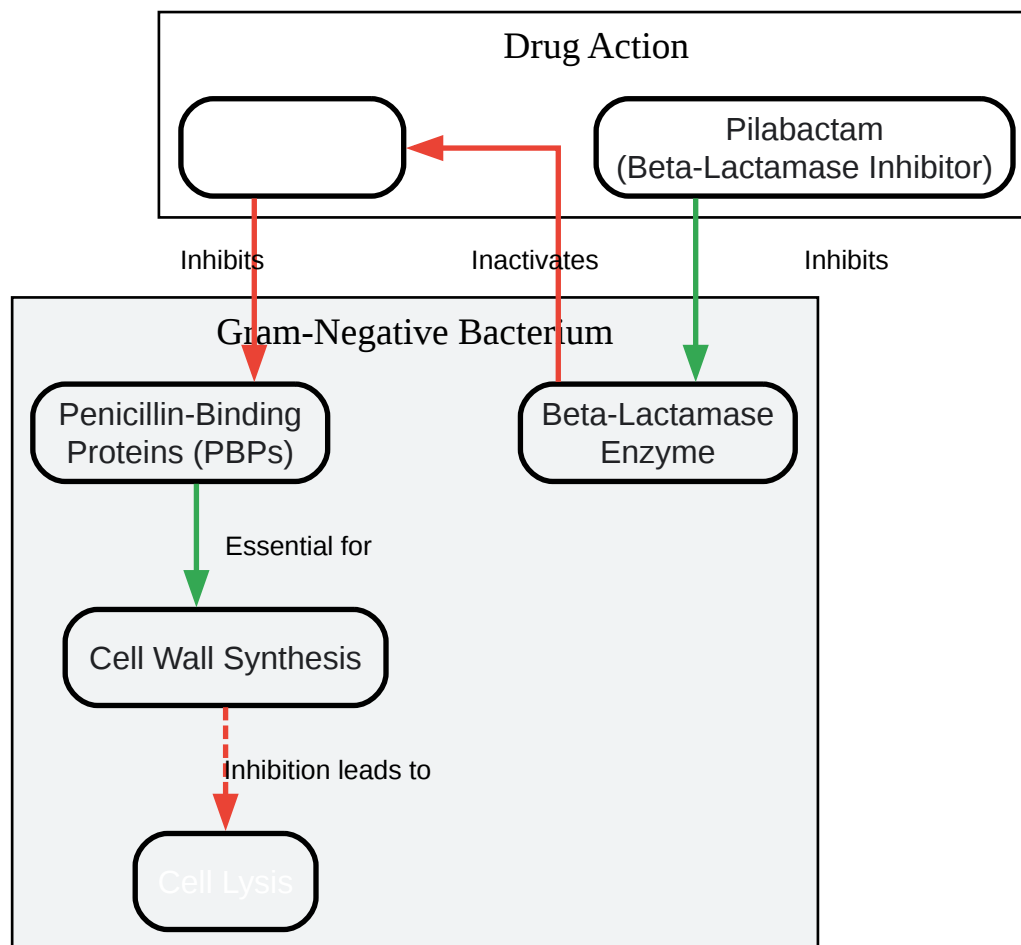 Drug Action
Pilabactam
(Beta-Lactamase Inhibitor)
Inhibits
Inactivates
Inhibits
Gram-Negative Bacterium
Penicillin-Binding
Proteins (PBPs)
Beta-Lactamase
Enzyme
Essential for
Cell Wall Synthesis
Inhibition leads to
Cell Lysis